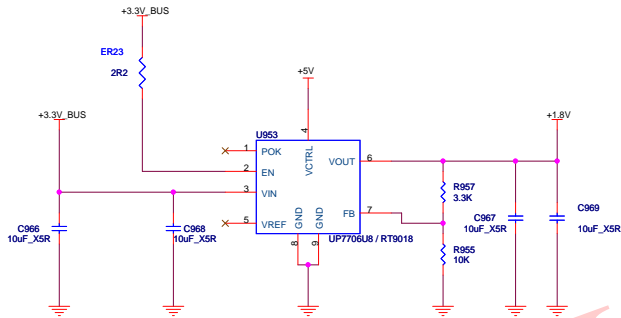 +3.3V_BUS
ER23
2R2
+5V
+3.3V_BUS
+1.8V
U953
1 POK
2 EN
3 VIN
5 VREF
4 VCTRL
VOUT 6
FB 7
GND 8
GND 9
UP7706U8 / RT9018
R957
3.3K
R955
10K
C966
10uF_X5R
C968
10uF_X5R
C967
10uF_X5R
C969
10uF_X5R